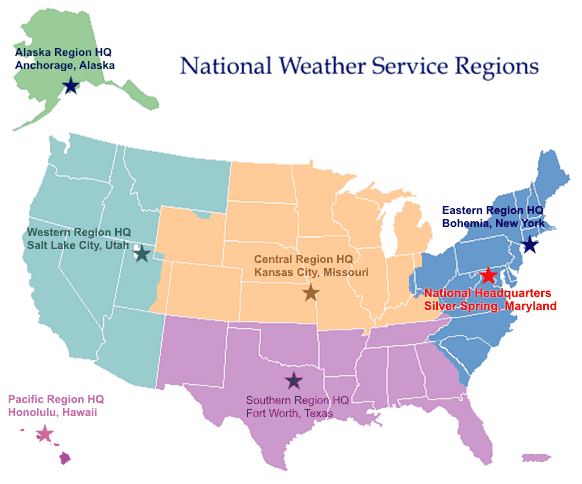 Alaska Region HQ
Anchorage, Alaska
National Weather Service Regions
Eastern Region HQ
Bohemia, New York
Western Region HQ
Salt Lake City, Utah
Central Region HQ
Kansas City, Missouri
National Headquarters
Silver Spring, Maryland
Pacific Region HQ
Honolulu, Hawaii
Southern Region HQ
Fort Worth, Texas